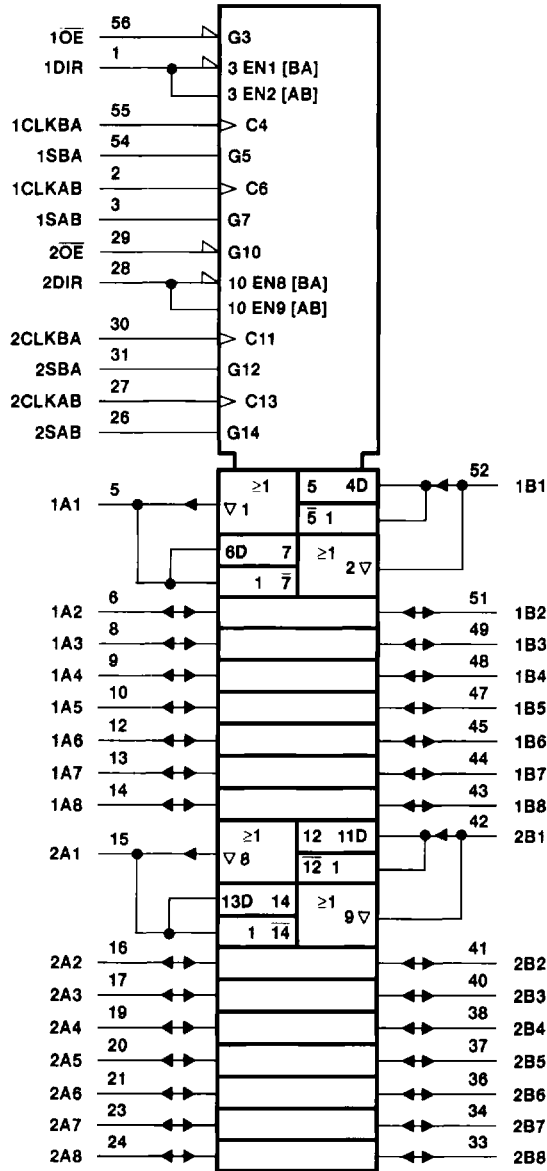 1O̅E̅ 56 G3
1DIR 1 3 EN1 [BA]
3 EN2 [AB]
1CLKBA 55 C4
1SBA 54 G5
1CLKAB 2 C6
1SAB 3 G7
2O̅E̅ 29 G10
2DIR 28 10 EN8 [BA]
10 EN9 [AB]
2CLKBA 30 C11
2SBA 31 G12
2CLKAB 27 C13
2SAB 26 G14
1A1 5 ≥1 5 4D 52 1B1
▽ 1 5̅ 1
6D 7 ≥1
1 7̅ 2 ▽
1A2 6 51 1B2
1A3 8 49 1B3
1A4 9 48 1B4
1A5 10 47 1B5
1A6 12 45 1B6
1A7 13 44 1B7
1A8 14 43 1B8
2A1 15 ≥1 12 11D 42 2B1
▽ 8 1̅2̅ 1
13D 14 ≥1
1 1̅4̅ 9 ▽
2A2 16 41 2B2
2A3 17 40 2B3
2A4 19 38 2B4
2A5 20 37 2B5
2A6 21 36 2B6
2A7 23 34 2B7
2A8 24 33 2B8